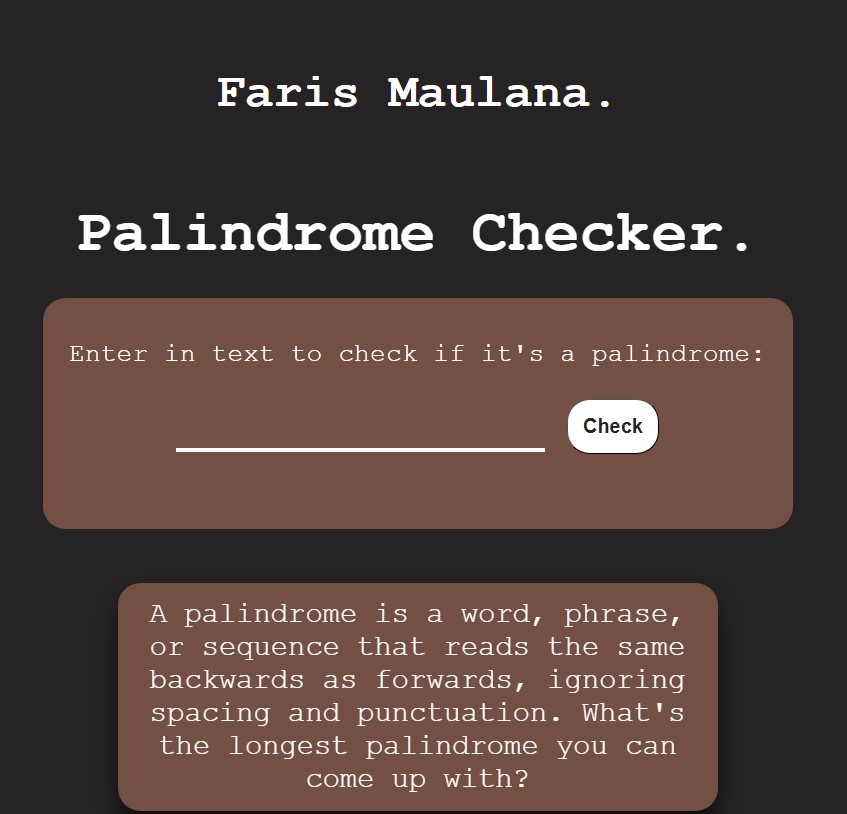 Faris Maulana.
Palindrome Checker.
Enter in text to check if it's a palindrome:
Check
A palindrome is a word, phrase,
or sequence that reads the same
backwards as forwards, ignoring
spacing and punctuation. What's
the longest palindrome you can
come up with?